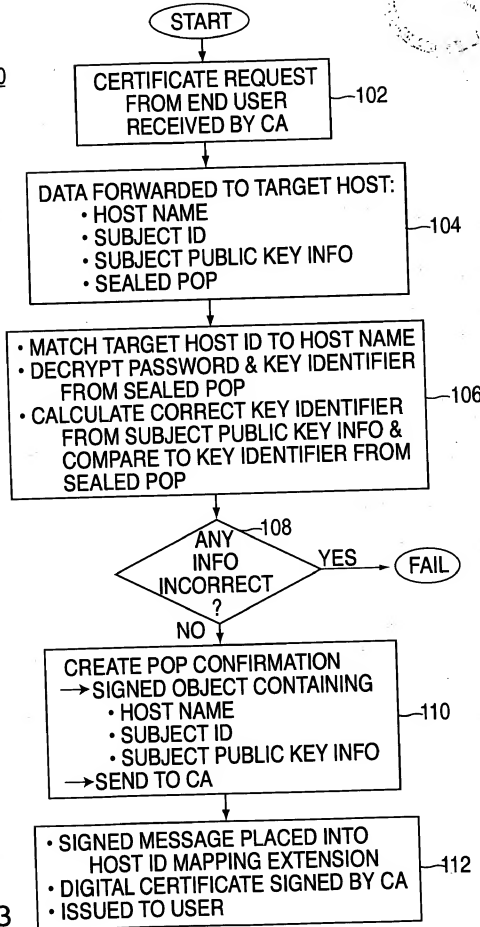 START
0
CERTIFICATE REQUEST
FROM END USER
RECEIVED BY CA
102
DATA FORWARDED TO TARGET HOST:
• HOST NAME
• SUBJECT ID
• SUBJECT PUBLIC KEY INFO
• SEALED POP
104
• MATCH TARGET HOST ID TO HOST NAME
• DECRYPT PASSWORD & KEY IDENTIFIER
FROM SEALED POP
• CALCULATE CORRECT KEY IDENTIFIER
FROM SUBJECT PUBLIC KEY INFO &
COMPARE TO KEY IDENTIFIER FROM
SEALED POP
106
108
ANY
INFO
INCORRECT
?
YES
FAIL
NO
CREATE POP CONFIRMATION
→SIGNED OBJECT CONTAINING
• HOST NAME
• SUBJECT ID
• SUBJECT PUBLIC KEY INFO
→SEND TO CA
110
• SIGNED MESSAGE PLACED INTO
HOST ID MAPPING EXTENSION
• DIGITAL CERTIFICATE SIGNED BY CA
• ISSUED TO USER
112
3